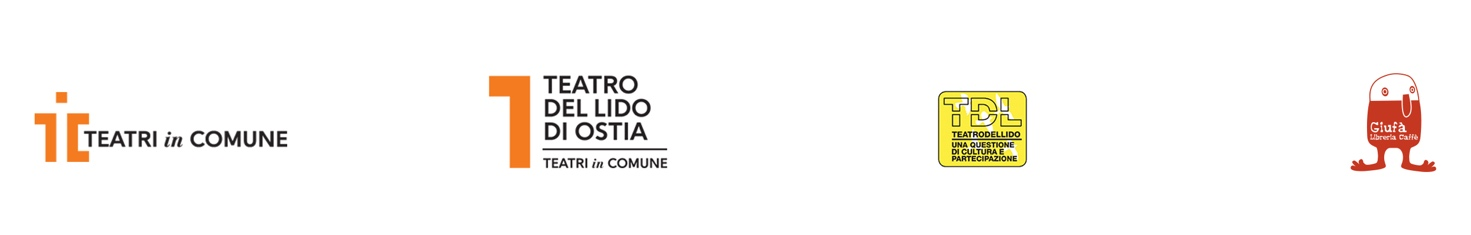 TEATRI in COMUNE
TEATRO
DEL LIDO
DI OSTIA
TEATRI in COMUNE
TDL
TEATRODELLIDO
UNA QUESTIONE
DI CULTURA E
PARTECIPAZIONE
Giufà
Libreria Caffè